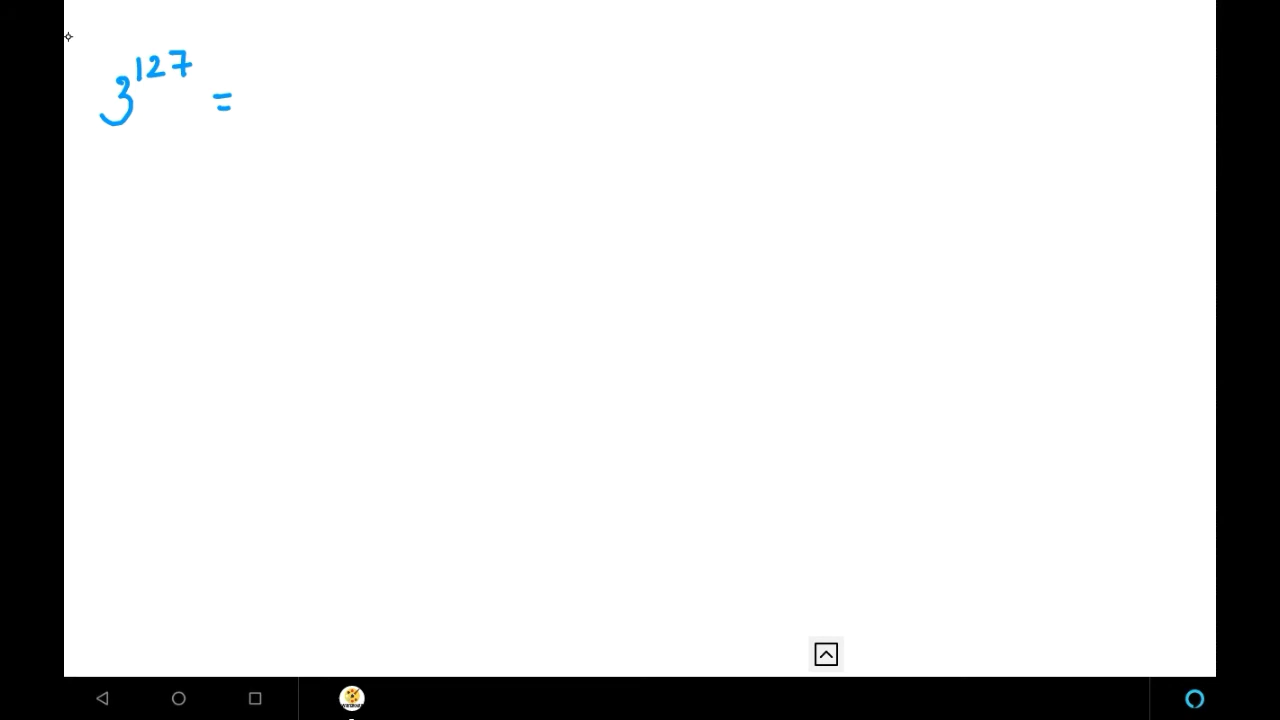 3^127 =